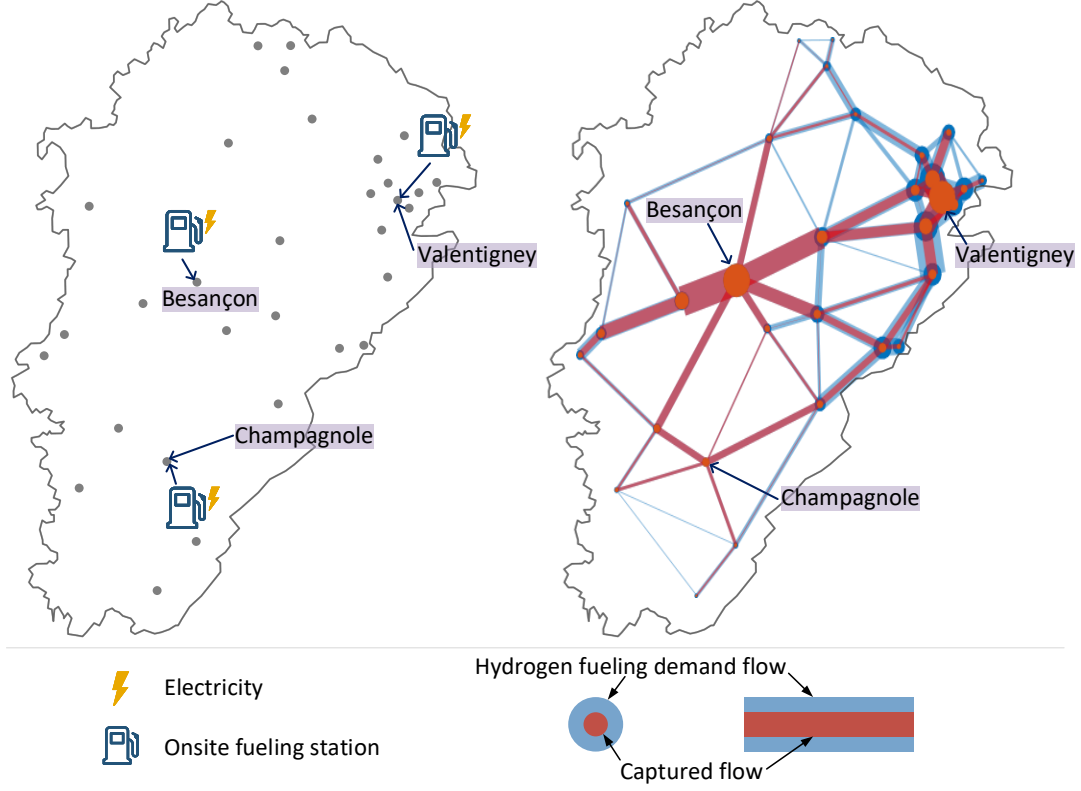 Besançon
Valentigney
Valentigney
Besançon
Champagnole
Champagnole
Hydrogen fueling demand flow
Electricity
Onsite fueling station
Captured flow